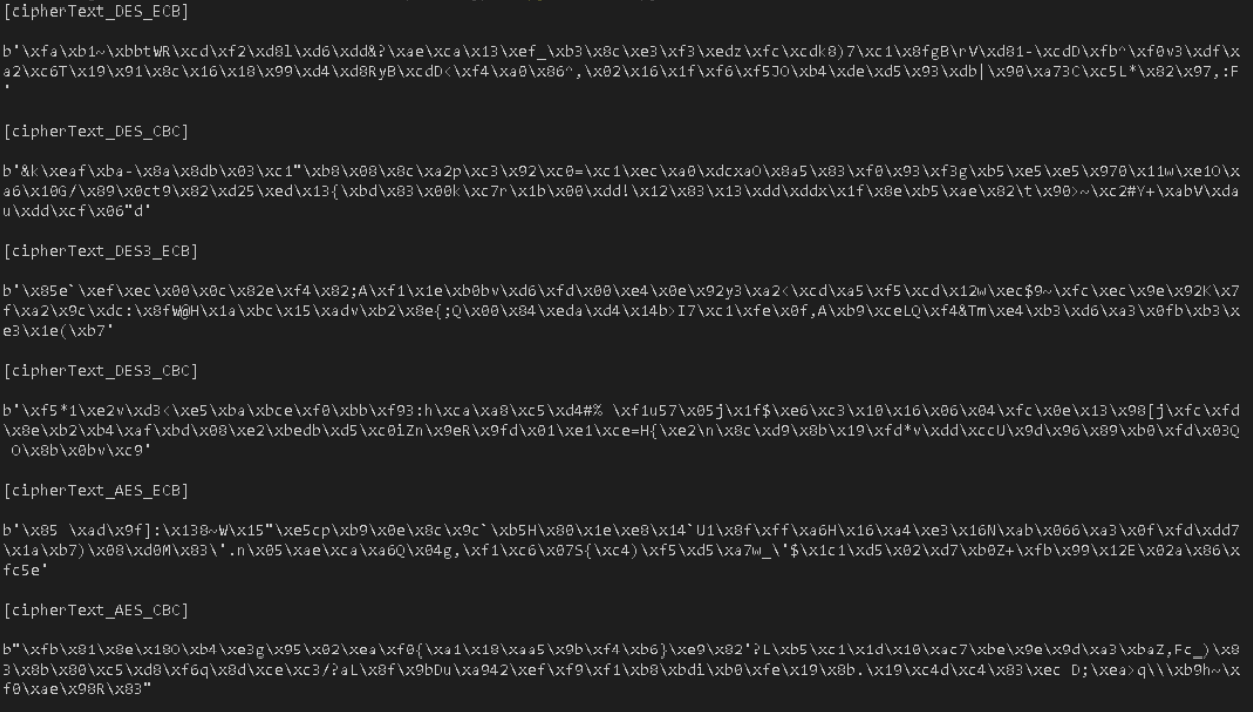 [cipherText_DES_ECB]
b'\xfa\xb1~\xbbtWR\xcd\xf2\xd8l\xd6\xdd&?\xae\xca\x13\xef_\xb3\x8c\xe3\xf3\xedz\xfc\xcdk8)7\xc1\x8fgB\rV\xd81-\xcdD\xfb^\xf0v3\xdf\x
a2\xc6T\x19\x91\x8c\x16\x18\x99\xd4\xd8RyB\xcdD<\xf4\xa0\x86^,\x02\x16\x1f\xf6\xf5JO\xb4\xde\xd5\x93\xdb|\x90\xa73C\xc5L*\x82\x97,:F
'
[cipherText_DES_CBC]
b'&k\xeaf\xba-\x8a\x8db\x03\xc1"\xb8\x08\x8c\xa2p\xc3\x92\xc0=\xc1\xec\xa0\xdcxaO\x8a5\x83\xf0\x93\xf3g\xb5\xe5\xe5\x970\x11w\xe1O\x
a6\x10G/\x89\x0ct9\x82\xd25\xed\x13{\xbd\x83\x00k\xc7r\x1b\x00\xdd!\x12\x83\x13\xdd\xddx\x1f\x8e\xb5\xae\x82\t\x90>~\xc2#Y+\xabV\xda
u\xdd\xcf\x06"d'
[cipherText_DES3_ECB]
b'\x85e`\xef\xec\x00\x0c\x82e\xf4\x82;A\xf1\x1e\xb0bv\xd6\xfd\x00\xe4\x0e\x92y3\xa2<\xcd\xa5\xf5\xcd\x12w\xec$9~\xfc\xec\x9e\x92K\x7
f\xa2\x9c\xdc:\x8fW@H\x1a\xbc\x15\xadv\xb2\x8e{;Q\x00\x84\xeda\xd4\x14b>I7\xc1\xfe\x0f,A\xb9\xceLQ\xf4&Tm\xe4\xb3\xd6\xa3\x0fb\xb3\x
e3\x1e(\xb7'
[cipherText_DES3_CBC]
b'\xf5*1\xe2v\xd3<\xe5\xba\xbce\xf0\xbb\xf93:h\xca\xa8\xc5\xd4#% \xf1u57\x05j\x1f$\xe6\xc3\x10\x16\x06\x04\xfc\x0e\x13\x98[j\xfc\xfd
\x8e\xb2\xb4\xaf\xbd\x08\xe2\xbedb\xd5\xc0iZn\x9eR\x9fd\x01\xe1\xce=H{\xe2\n\x8c\xd9\x8b\x19\xfd*v\xdd\xccU\x9d\x96\x89\xb0\xfd\x03Q
O\x8b\x0bv\xc9'
[cipherText_AES_ECB]
b'\x85 \xad\x9f]:\x138~W\x15"\xe5cp\xb9\x0e\x8c\x9c`\xb5H\x80\x1e\xe8\x14`U1\x8f\xff\xa6H\x16\xa4\xe3\x16N\xab\x066\xa3\x0f\xfd\xdd7
\x1a\xb7)\x08\xd0M\x83\'.n\x05\xae\xca\xa6Q\x04g,\xf1\xc6\x07S{\xc4)\xf5\xd5\xa7w_\'$\x1c1\xd5\x02\xd7\xb0Z+\xfb\x99\x12E\x02a\x86\x
fc5e'
[cipherText_AES_CBC]
b"\xfb\x81\x8e\x18O\xb4\xe3g\x95\x02\xea\xf0{\xa1\x18\xaa5\x9b\xf4\xb6}\xe9\x82'?L\xb5\xc1\x1d\x10\xac7\xbe\x9e\x9d\xa3\xbaZ,Fc_)\x8
3\x8b\x80\xc5\xd8\xf6q\x8d\xce\xc3/?aL\x8f\x9bDu\xa942\xef\xf9\xf1\xb8\xbdi\xb0\xfe\x19\x8b.\x19\xc4d\xc4\x83\xec D;\xea>q\\\xb9h~\x
f0\xae\x98R\x83"